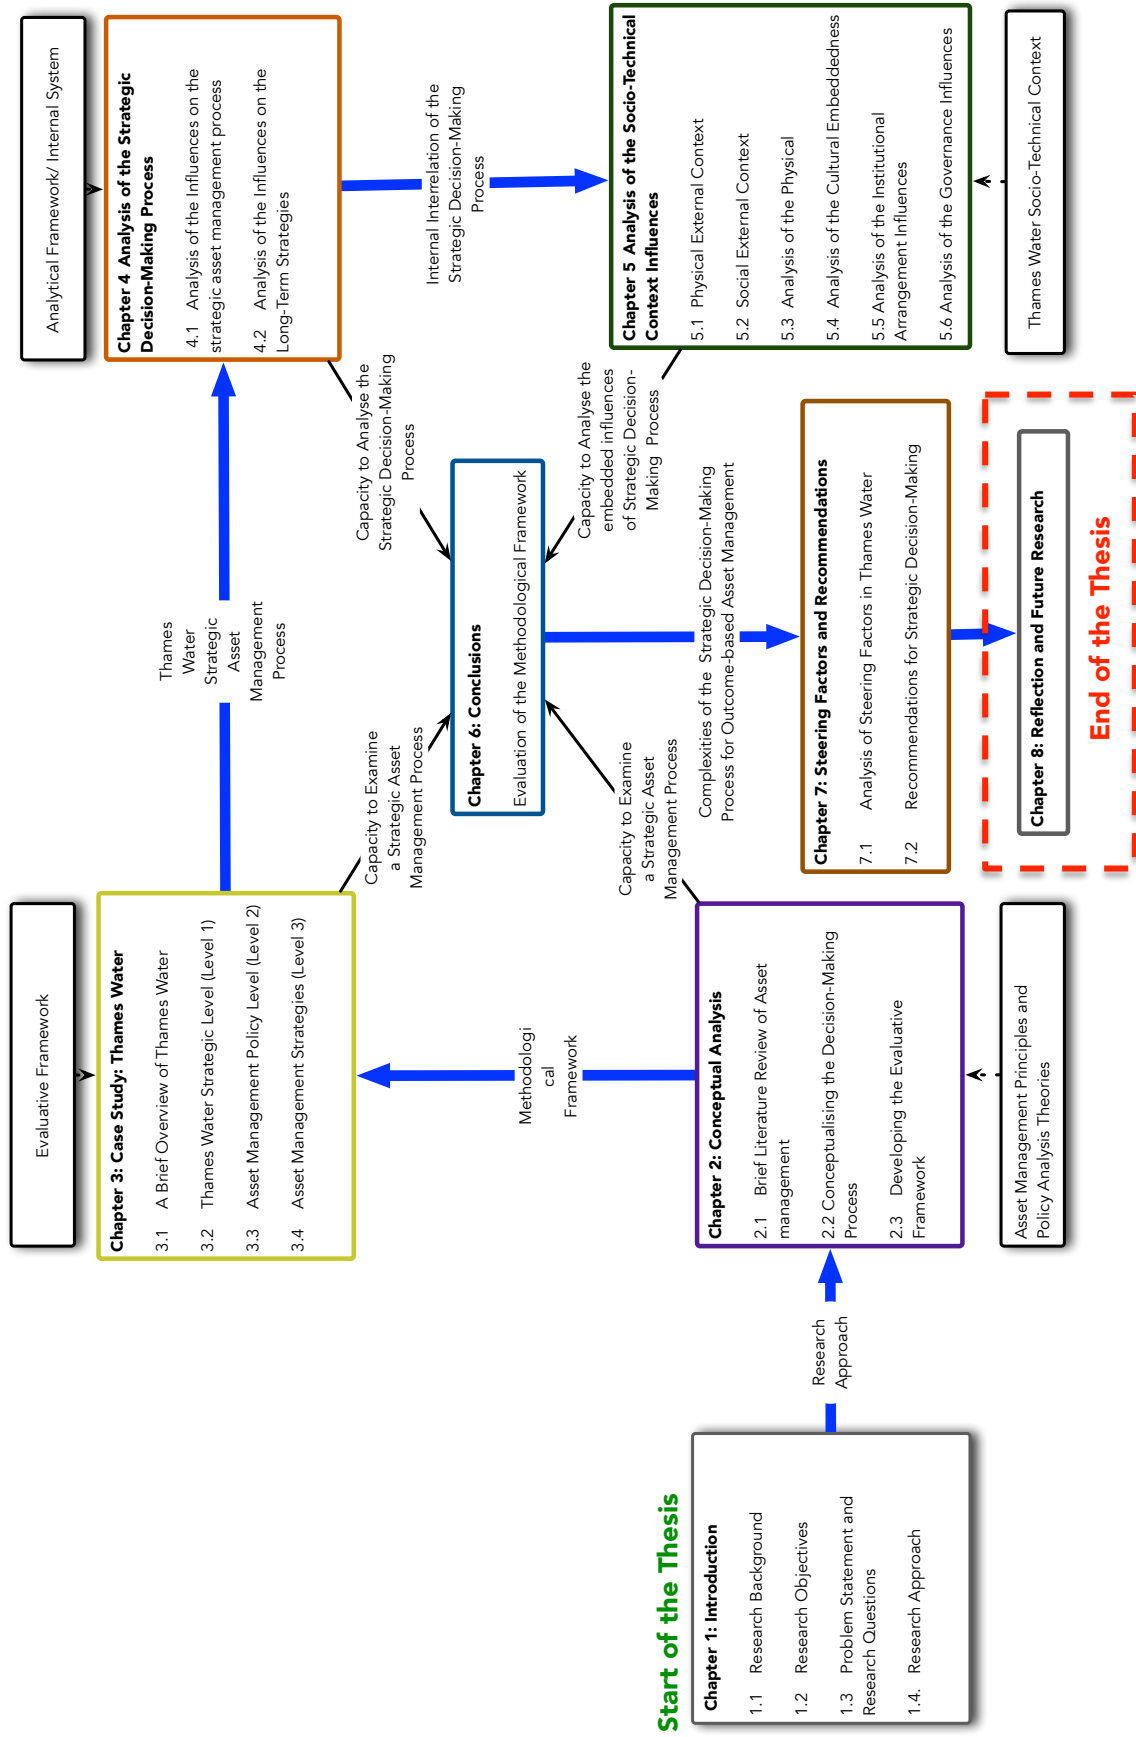 Start of the Thesis
Chapter 1: Introduction
1.1 Research Background
1.2 Research Objectives
1.3 Problem Statement and
Research Questions
1.4. Research Approach
Research
Approach
Chapter 2: Conceptual Analysis
2.1 Brief Literature Review of Asset
management
2.2 Conceptualising the Decision-Making
Process
2.3 Developing the Evaluative
Framework
Asset Management Principles and
Policy Analysis Theories
Methodologi
cal
Framework
Evaluative Framework
Chapter 3: Case Study: Thames Water
3.1 A Brief Overview of Thames Water
3.2 Thames Water Strategic Level (Level 1)
3.3 Asset Management Policy Level (Level 2)
3.4 Asset Management Strategies (Level 3)
Thames
Water
Strategic
Asset
Management
Process
Capacity to Examine
a Strategic Asset
Management Process
Capacity to Examine
a Strategic Asset
Management Process
Analytical Framework/ Internal System
Chapter 4 Analysis of the Strategic
Decision-Making Process
4.1 Analysis of the Influences on the
strategic asset management process
4.2 Analysis of the Influences on the
Long-Term Strategies
Internal Interrelation of the
Strategic Decision-Making
Process
Capacity to Analyse the
Strategic Decision-Making
Process
Chapter 5 Analysis of the Socio-Technical
Context Influences
5.1 Physical External Context
5.2 Social External Context
5.3 Analysis of the Physical
5.4 Analysis of the Cultural Embeddedness
5.5 Analysis of the Institutional
Arrangement Influences
5.6 Analysis of the Governance Influences
Thames Water Socio-Technical Context
Capacity to Analyse the
embedded influences
of Strategic Decision-
Making Process
Chapter 6: Conclusions
Evaluation of the Methodological Framework
Complexities of the Strategic Decision-Making
Process for Outcome-based Asset Management
Chapter 7: Steering Factors and Recommendations
7.1 Analysis of Steering Factors in Thames Water
7.2 Recommendations for Strategic Decision-Making
Chapter 8: Reflection and Future Research
End of the Thesis